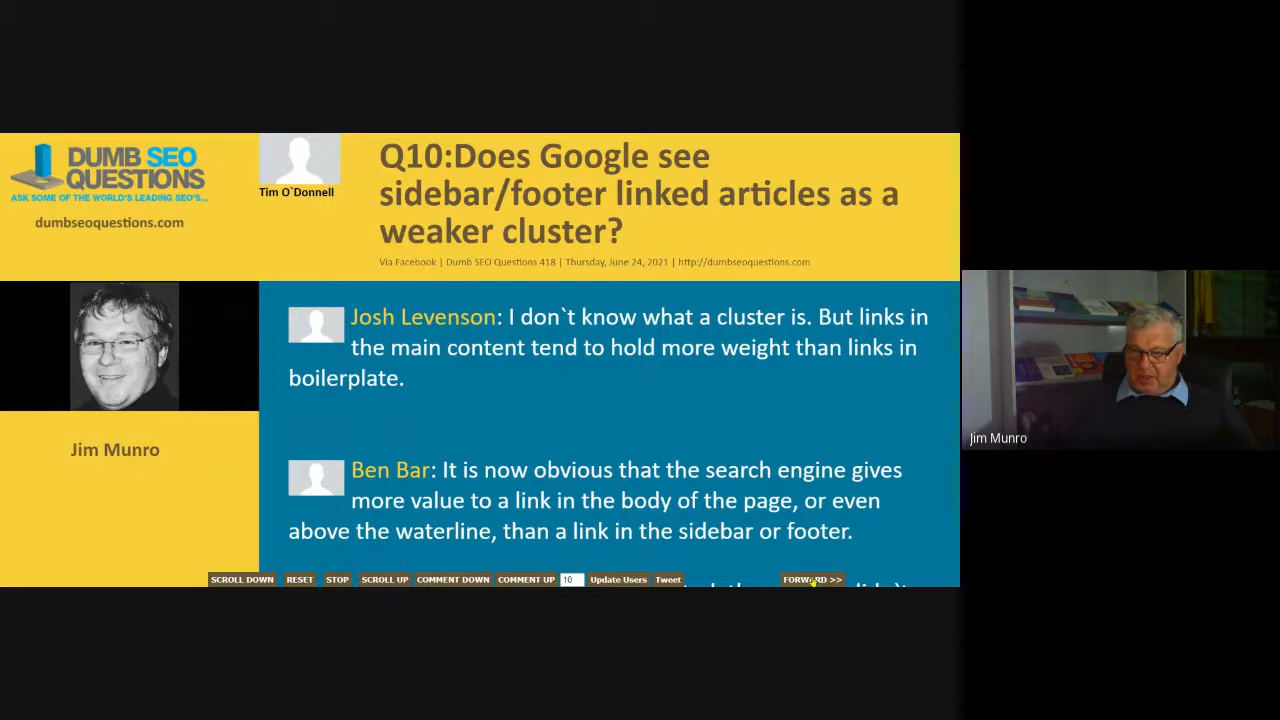 DUMB SEO
QUESTIONS
ASK SOME OF THE WORLD'S LEADING SEO'S...
dumbseoquestions.com
Tim O`Donnell
Q10:Does Google see
sidebar/footer linked articles as a
weaker cluster?
Via Facebook | Dumb SEO Questions 418 | Thursday, June 24, 2021 | http://dumbseoquestions.com
Jim Munro
Josh Levenson: I don`t know what a cluster is. But links in
the main content tend to hold more weight than links in
boilerplate.
Ben Bar: It is now obvious that the search engine gives
more value to a link in the body of the page, or even
above the waterline, than a link in the sidebar or footer.
SCROLL DOWN RESET STOP SCROLL UP COMMENT DOWN COMMENT UP 10 Update Users Tweet FORWARD >>
Jim Munro